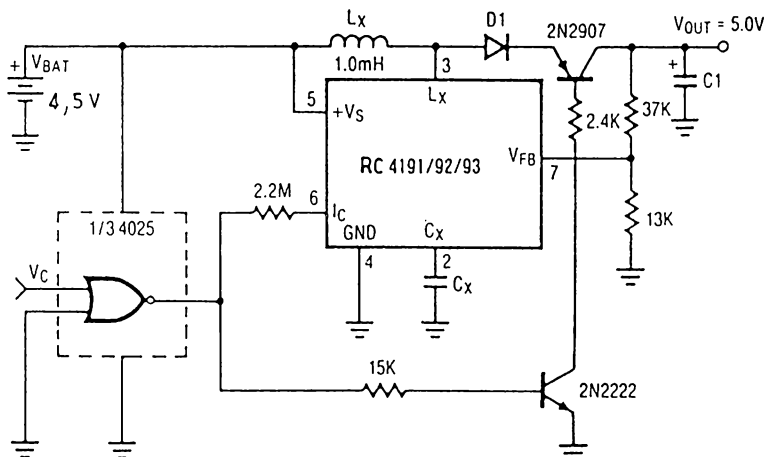 Lx
D1
2N2907
VOUT = 5.0V
+
VBAT
1.0mH
3
+
C1
4,5 V
5
Lx
+Vs
2.4K
37K
RC 4191/92/93
VFB
7
2.2M
6
IC
1/3 4025
GND
Cx
13K
4
2
VC
Cx
15K
2N2222